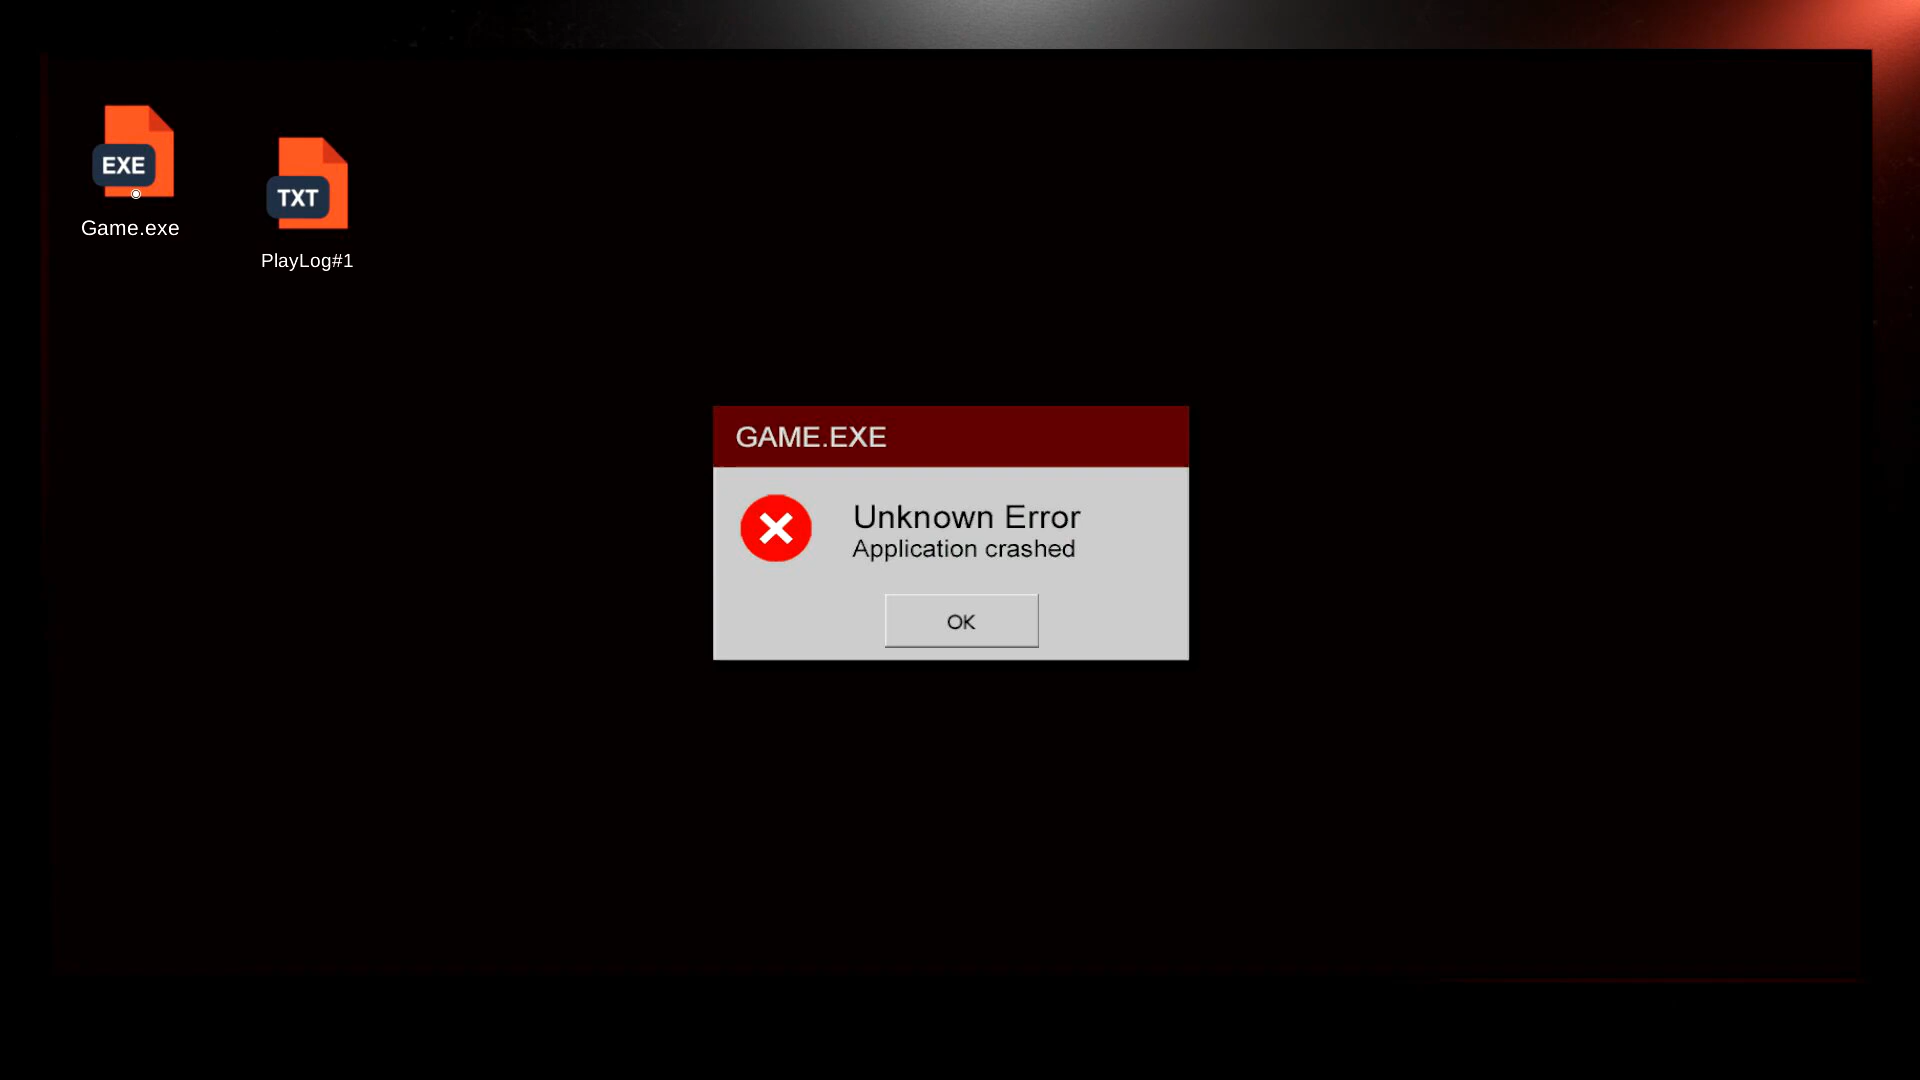 EXE
Game.exe
TXT
PlayLog#1
GAME.EXE
Unknown Error
Application crashed
OK